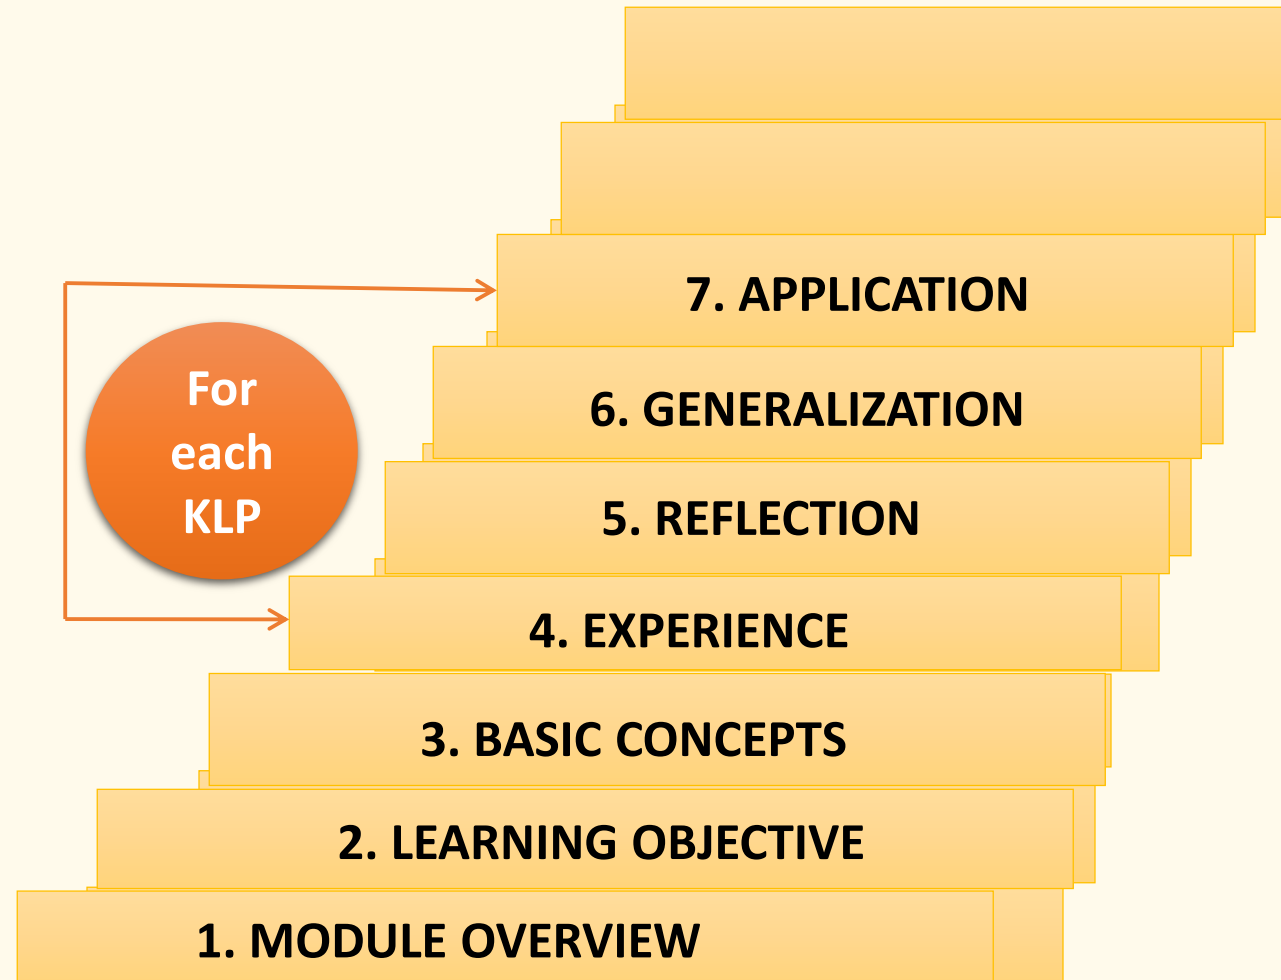 7. APPLICATION
For
each
KLP
6. GENERALIZATION
5. REFLECTION
4. EXPERIENCE
3. BASIC CONCEPTS
2. LEARNING OBJECTIVE
1. MODULE OVERVIEW